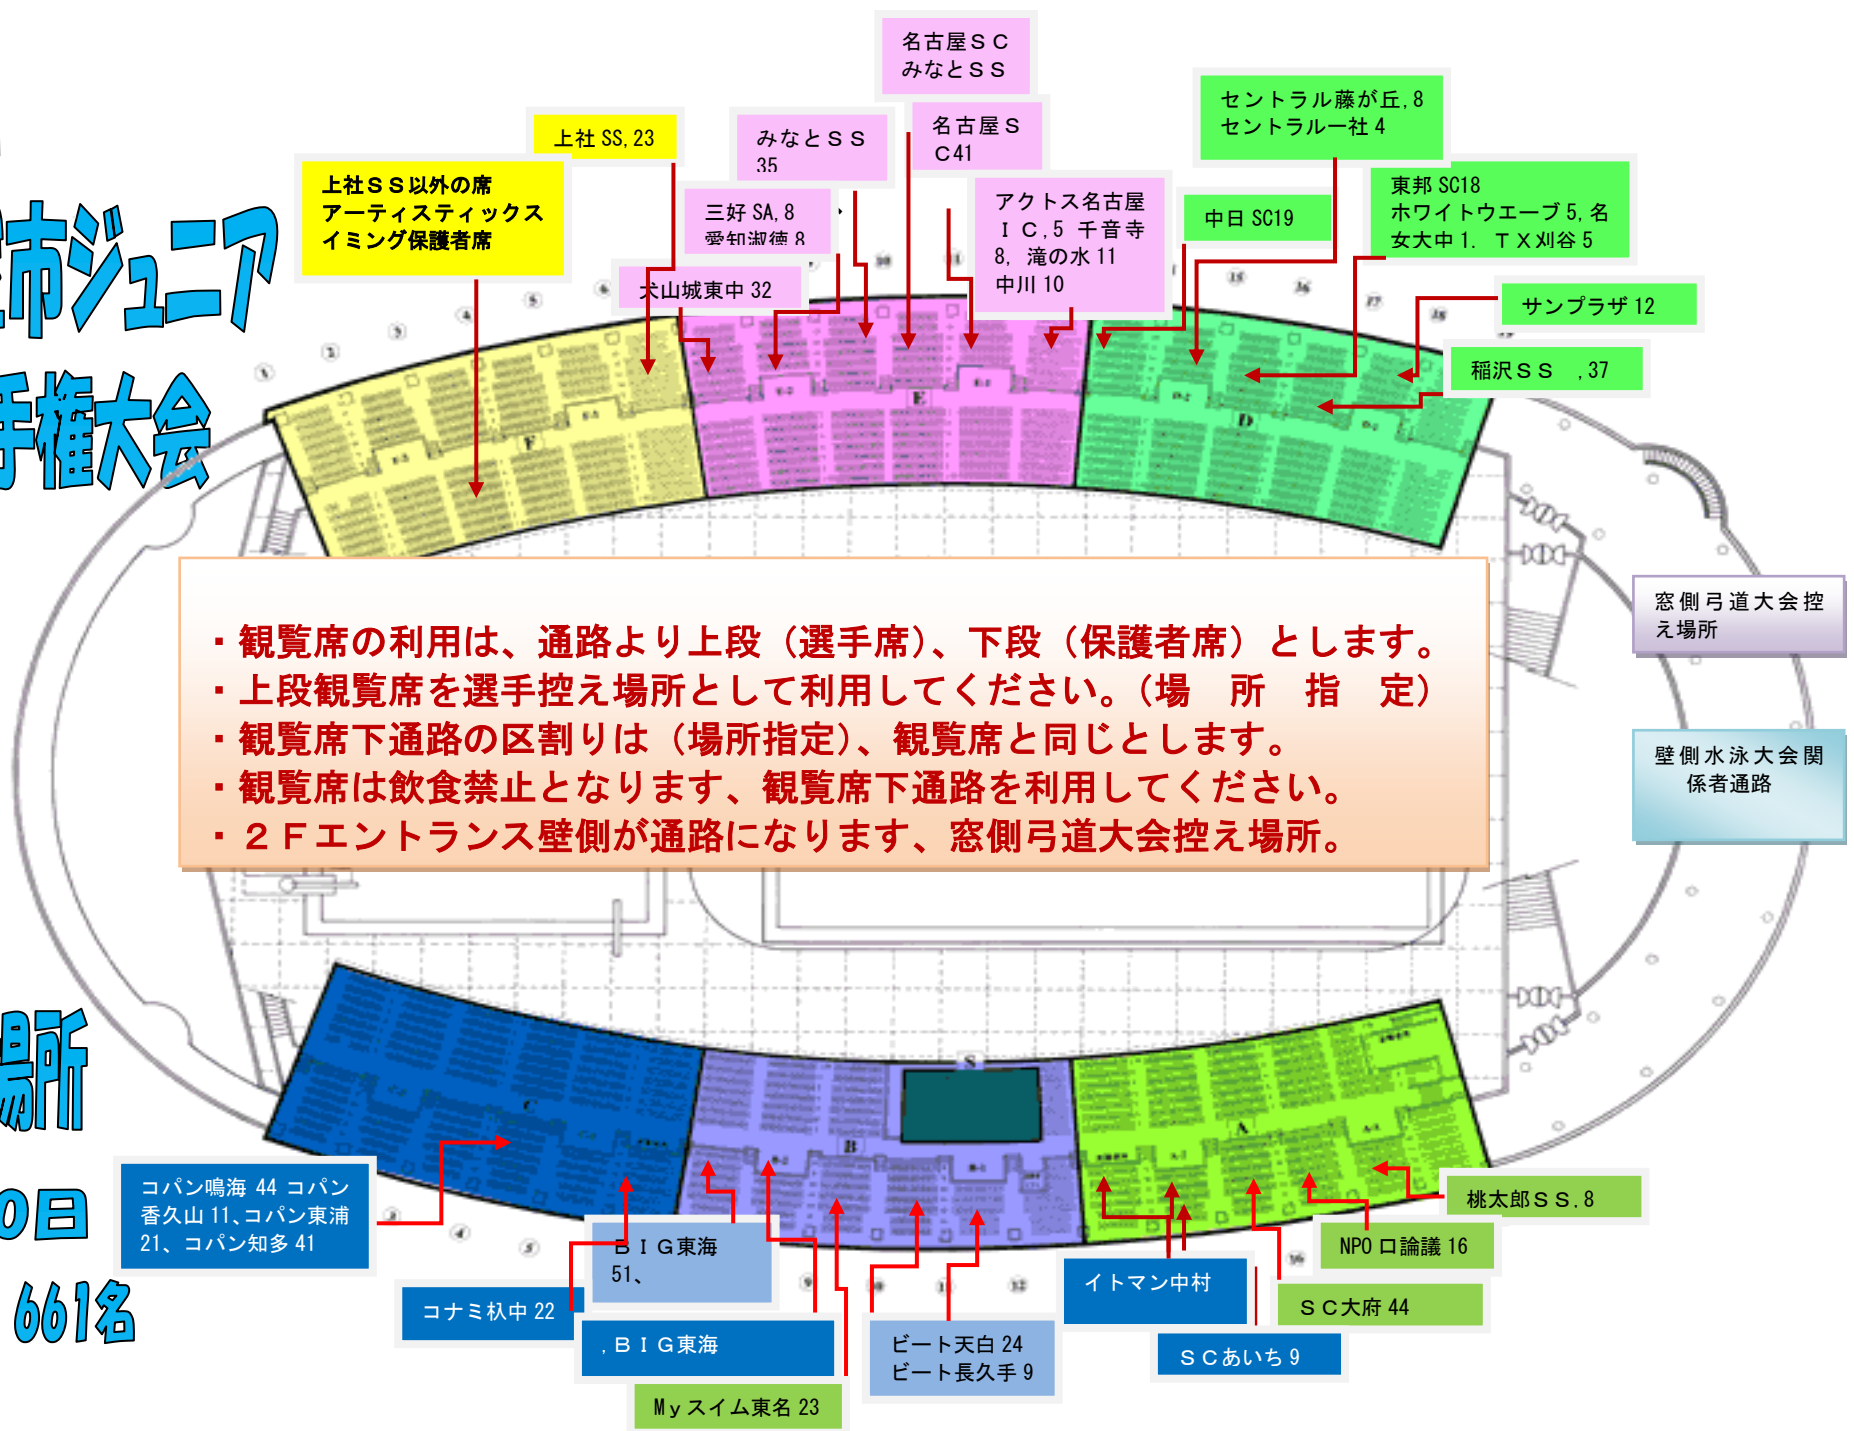 市ジュニア
手権大会
場所
0日
661名
名古屋ＳＣ
みなとＳＳ
セントラル藤が丘,8
セントラル一社 4
上社 SS,23
みなとＳＳ
35
名古屋Ｓ
Ｃ41
上社ＳＳ以外の席
アーティスティックス
イミング保護者席
三好 SA,8
愛知淑徳 8
アクトス名古屋
ＩＣ,5 千音寺
8, 滝の水 11
中川 10
中日 SC19
東邦 SC18
ホワイトウエーブ 5,名
女大中 1. ＴＸ刈谷 5
犬山城東中 32
サンプラザ 12
稲沢ＳＳ ,37
F
E
D
・観覧席の利用は、通路より上段（選手席）、下段（保護者席）とします。
・上段観覧席を選手控え場所として利用してください。（場　所　指　定）
・観覧席下通路の区割りは（場所指定）、観覧席と同じとします。
・観覧席は飲食禁止となります、観覧席下通路を利用してください。
・２Ｆエントランス壁側が通路になります、窓側弓道大会控え場所。
窓側弓道大会控
え場所
壁側水泳大会関
係者通路
S
C
B
A
コパン鳴海 44 コパン
香久山 11、コパン東浦
21、コパン知多 41
桃太郎ＳＳ.8
ＢＩＧ東海
51、
NPO ロ論議 16
イトマン中村
コナミ杁中 22
ＳＣ大府 44
,ＢＩＧ東海
ビート天白 24
ビート長久手 9
ＳＣあいち 9
Ｍｙスイム東名 23